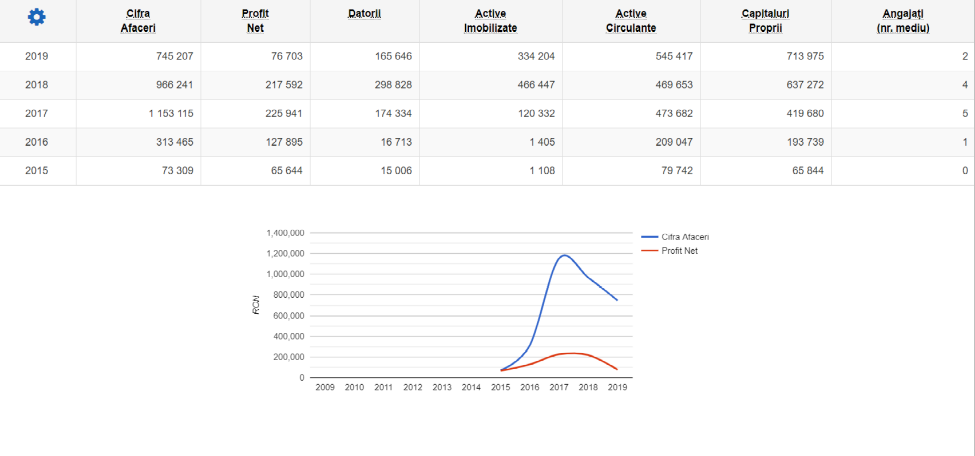 Cifra Afaceri	Profit Net	Datorii	Active Imobilizate	Active Circulante	Capitaluri Proprii	Angajați (nr. mediu)
2019	745 207	76 703	165 646	334 204	545 417	713 975	2
2018	966 241	217 592	298 828	466 447	469 653	637 272	4
2017	1 153 115	225 941	174 334	120 332	473 682	419 680	5
2016	313 465	127 895	16 713	1 405	209 047	193 739	1
2015	73 309	65 644	15 006	1 108	79 742	65 844	0
1,400,000
1,200,000
1,000,000
800,000
600,000
400,000
200,000
0
RON
2009 2010 2011 2012 2013 2014 2015 2016 2017 2018 2019
Cifra Afaceri
Profit Net